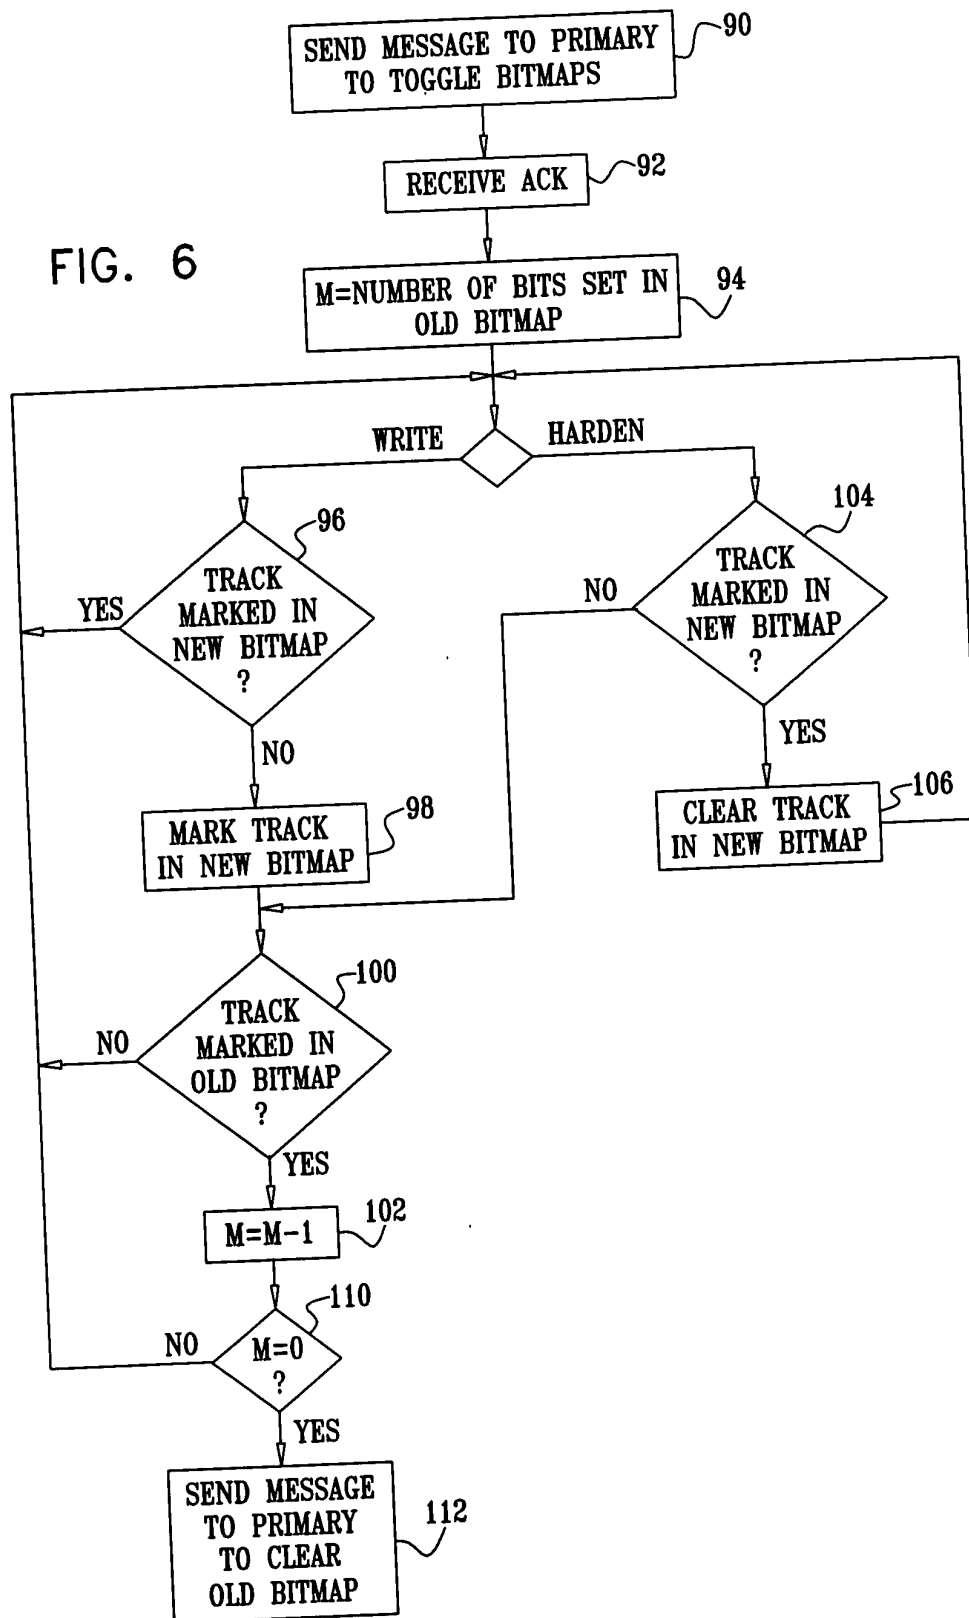 SEND MESSAGE TO PRIMARY
TO TOGGLE BITMAPS
90
RECEIVE ACK
92
FIG. 6
M=NUMBER OF BITS SET IN
OLD BITMAP
94
WRITE
HARDEN
96
TRACK
MARKED IN
NEW BITMAP
?
YES
NO
104
TRACK
MARKED IN
NEW BITMAP
?
NO
YES
MARK TRACK
IN NEW BITMAP
98
CLEAR TRACK
IN NEW BITMAP
106
100
TRACK
MARKED IN
OLD BITMAP
?
NO
YES
M=M-1
102
110
M=0
?
NO
YES
SEND MESSAGE
TO PRIMARY
TO CLEAR
OLD BITMAP
112